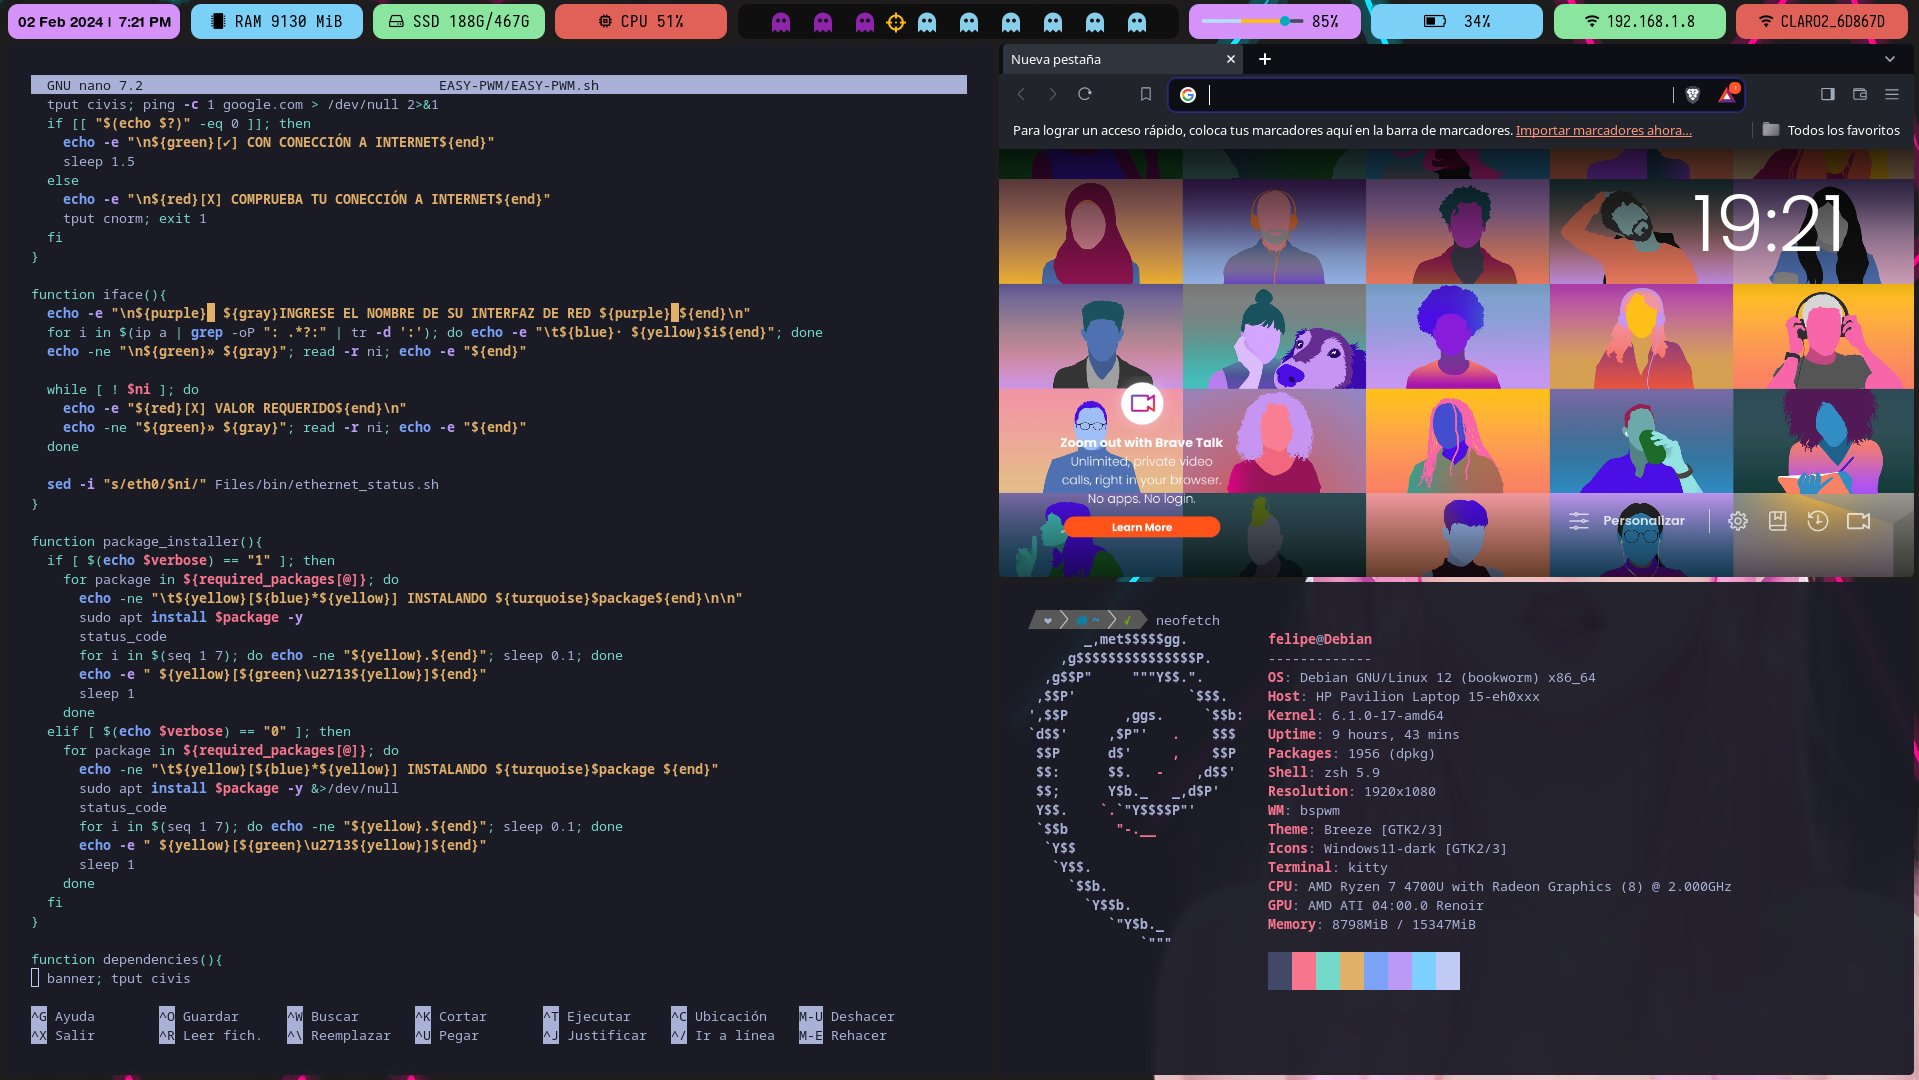 02 Feb 2024 | 7:21 PM
RAM 9130 MiB
SSD 188G/467G
CPU 51%
85%
34%
192.168.1.8
CLARO2_6D867D
GNU nano 7.2 EASY-PWM/EASY-PWM.sh
tput civis; ping -c 1 google.com > /dev/null 2>&1
if [[ "$(echo $?)" -eq 0 ]]; then
echo -e "\n${green}[✔] CON CONECCIÓN A INTERNET${end}"
sleep 1.5
else
echo -e "\n${red}[X] COMPRUEBA TU CONECCIÓN A INTERNET${end}"
tput cnorm; exit 1
fi
}
function iface(){
echo -e "\n${purple} ${gray}INGRESE EL NOMBRE DE SU INTERFAZ DE RED ${purple} ${end}\n"
for i in $(ip a | grep -oP ": .*?:" | tr -d ':'); do echo -e "\t${blue}· ${yellow}$i${end}"; done
echo -ne "\n${green}» ${gray}"; read -r ni; echo -e "${end}"
while [ ! $ni ]; do
echo -e "${red}[X] VALOR REQUERIDO${end}\n"
echo -ne "${green}» ${gray}"; read -r ni; echo -e "${end}"
done
sed -i "s/eth0/$ni/" Files/bin/ethernet_status.sh
}
function package_installer(){
if [ $(echo $verbose) == "1" ]; then
for package in ${required_packages[@]}; do
echo -ne "\t${yellow}[${blue}*${yellow}] INSTALANDO ${turquoise}$package${end}\n\n"
sudo apt install $package -y
status_code
for i in $(seq 1 7); do echo -ne "${yellow}.${end}"; sleep 0.1; done
echo -e " ${yellow}[${green}\u2713${yellow}]${end}"
sleep 1
done
elif [ $(echo $verbose) == "0" ]; then
for package in ${required_packages[@]}; do
echo -ne "\t${yellow}[${blue}*${yellow}] INSTALANDO ${turquoise}$package ${end}"
sudo apt install $package -y &>/dev/null
status_code
for i in $(seq 1 7); do echo -ne "${yellow}.${end}"; sleep 0.1; done
echo -e " ${yellow}[${green}\u2713${yellow}]${end}"
sleep 1
done
fi
}
function dependencies(){
banner; tput civis
^G Ayuda ^O Guardar ^W Buscar ^K Cortar ^T Ejecutar ^C Ubicación M-U Deshacer
^X Salir ^R Leer fich. ^\ Reemplazar ^U Pegar ^J Justificar ^/ Ir a línea M-E Rehacer
Nueva pestaña
Para lograr un acceso rápido, coloca tus marcadores aquí en la barra de marcadores. Importar marcadores ahora...
Todos los favoritos
19:21
Zoom out with Brave Talk
Unlimited, private video
calls, right in your browser.
No apps. No login.
Learn More
Personalizar
~ ✓ neofetch
_,met$$$$$gg.
,g$$$$$$$$$$$$$$$P.
,g$$P" """Y$$.".
,$$P' `$$$.
',$$P ,ggs. `$$b:
`d$$' ,$P"' . $$$
$$P d$' , $$P
$$: $$. - ,d$$'
$$; Y$b._ _,d$P'
Y$$. `.`"Y$$$$P"'
`$$b "-.__
`Y$$
`Y$$.
`$$b.
`Y$$b.
`"Y$b._
`"""
felipe@Debian
-------------
OS: Debian GNU/Linux 12 (bookworm) x86_64
Host: HP Pavilion Laptop 15-eh0xxx
Kernel: 6.1.0-17-amd64
Uptime: 9 hours, 43 mins
Packages: 1956 (dpkg)
Shell: zsh 5.9
Resolution: 1920x1080
WM: bspwm
Theme: Breeze [GTK2/3]
Icons: Windows11-dark [GTK2/3]
Terminal: kitty
CPU: AMD Ryzen 7 4700U with Radeon Graphics (8) @ 2.000GHz
GPU: AMD ATI 04:00.0 Renoir
Memory: 8798MiB / 15347MiB